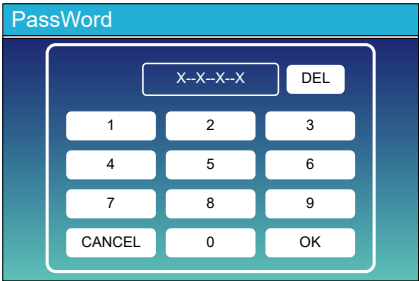 PassWord
X--X--X--X DEL
1 2 3
4 5 6
7 8 9
CANCEL 0 OK